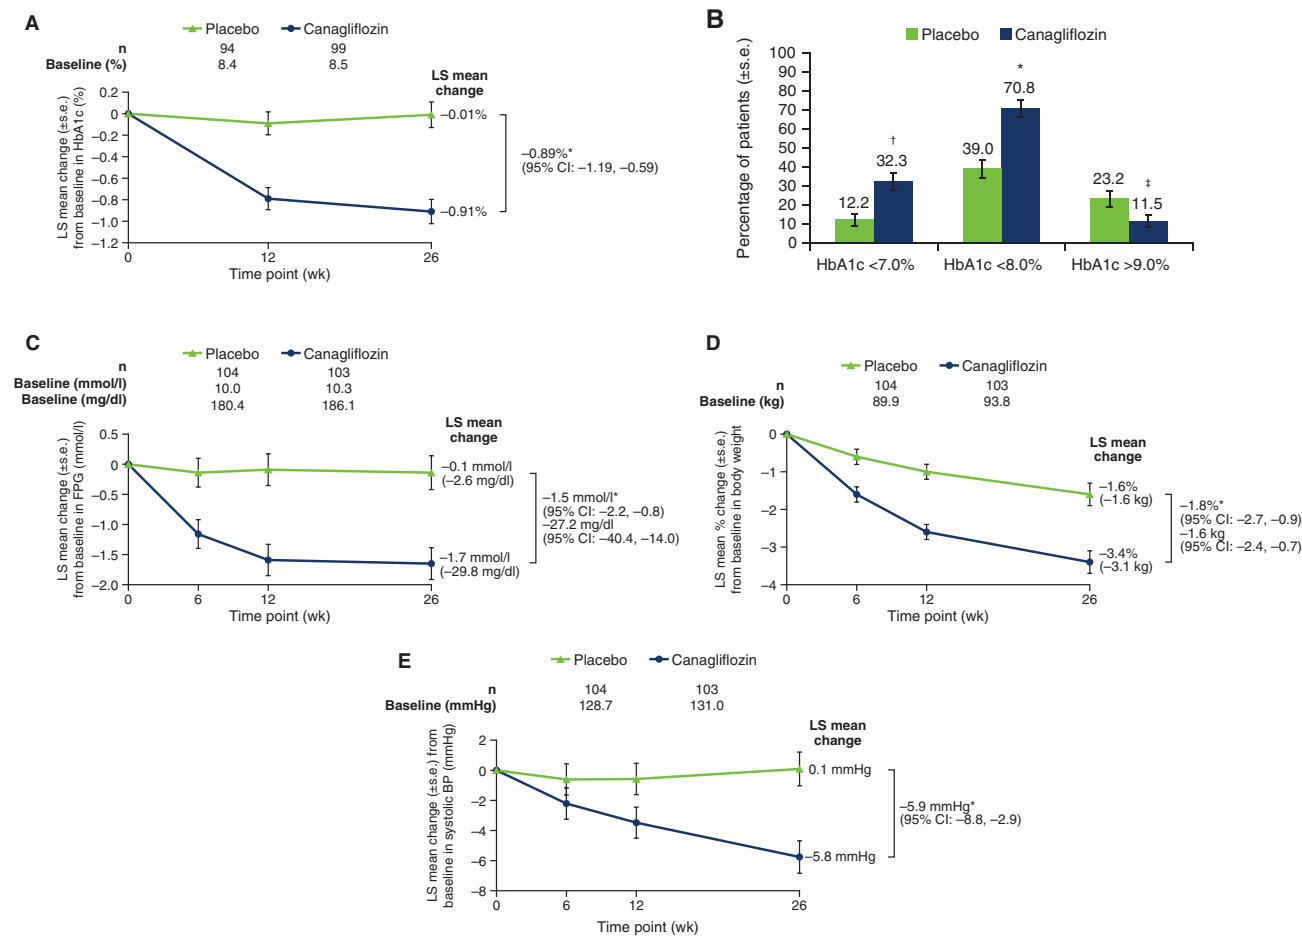 A
Placebo Canagliflozin
n 94 99
Baseline (%) 8.4 8.5
LS mean
change
LS mean change (±s.e.)
from baseline in HbA1c (%)
0.2
0
–0.2
–0.4
–0.6
–0.8
–1.0
–1.2
–0.01%
–0.91%
–0.89%*
(95% CI: –1.19, –0.59)
0 12 26
Time point (wk)
B
Placebo Canagliflozin
Percentage of patients (±s.e.)
100
90
80
70
60
50
40
30
20
10
0
12.2
†
32.3
39.0
*
70.8
23.2
‡
11.5
HbA1c <7.0% HbA1c <8.0% HbA1c >9.0%
C
Placebo Canagliflozin
n 104 103
Baseline (mmol/l) 10.0 10.3
Baseline (mg/dl) 180.4 186.1
LS mean
change
LS mean change (±s.e.)
from baseline in FPG (mmol/l)
0.5
0
–0.5
–1.0
–1.5
–2.0
–0.1 mmol/l
(–2.6 mg/dl)
–1.7 mmol/l
(–29.8 mg/dl)
–1.5 mmol/l*
(95% CI: –2.2, –0.8)
–27.2 mg/dl
(95% CI: –40.4, –14.0)
0 6 12 26
Time point (wk)
D
Placebo Canagliflozin
n 104 103
Baseline (kg) 89.9 93.8
LS mean
change
LS mean % change (±s.e.)
from baseline in body weight
0
–1
–2
–3
–4
–1.6%
(–1.6 kg)
–3.4%
(–3.1 kg)
–1.8%*
(95% CI: –2.7, –0.9)
–1.6 kg
(95% CI: –2.4, –0.7)
0 6 12 26
Time point (wk)
E
Placebo Canagliflozin
n 104 103
Baseline (mmHg) 128.7 131.0
LS mean
change
LS mean change (±s.e.) from
baseline in systolic BP (mmHg)
2
0
–2
–4
–6
–8
0.1 mmHg
–5.8 mmHg
–5.9 mmHg*
(95% CI: –8.8, –2.9)
0 6 12 26
Time point (wk)